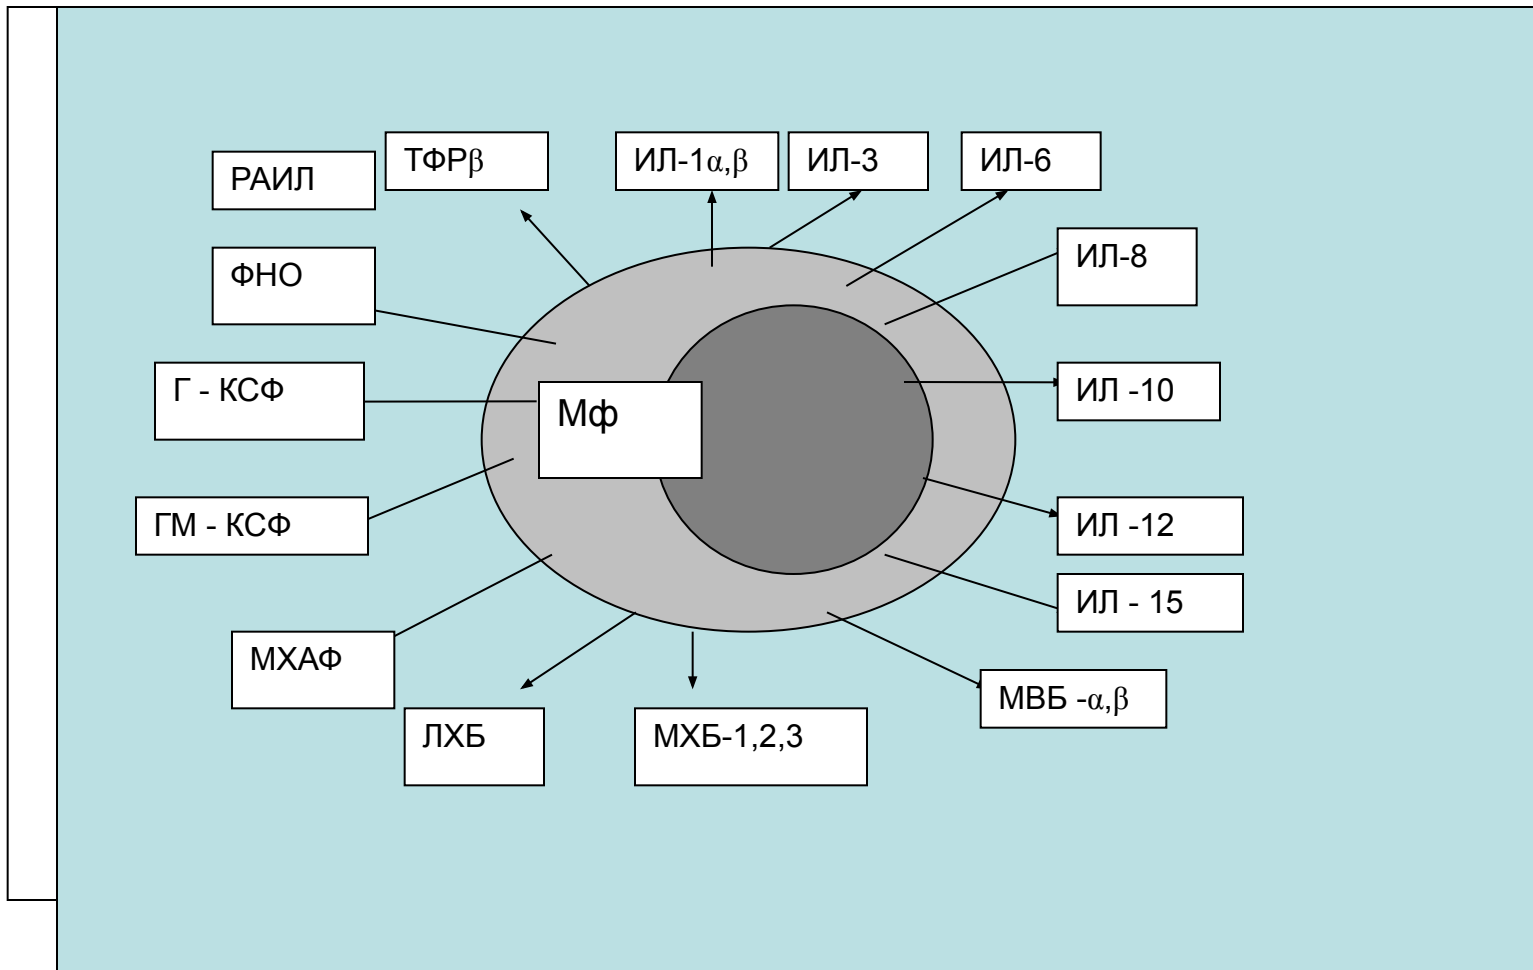 ТФРβ
ИЛ-1α,β
ИЛ-3
ИЛ-6
РАИЛ
ИЛ-8
ФНО
Г - КСФ
ИЛ -10
Мф
ГМ - КСФ
ИЛ -12
ИЛ - 15
МХАФ
МВБ -α,β
ЛХБ
МХБ-1,2,3